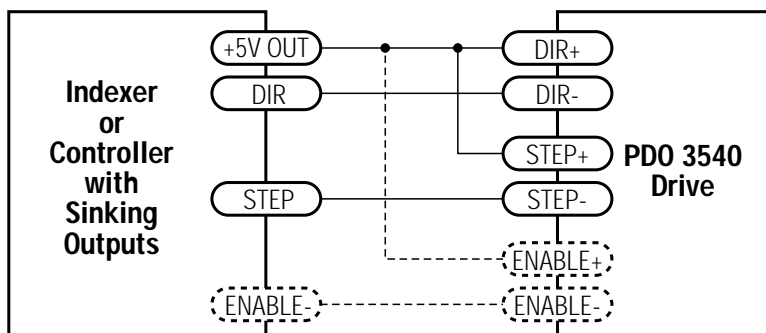 Indexer
or
Controller
with
Sinking
Outputs
+5V OUT
DIR
STEP
ENABLE-
DIR+
DIR-
STEP+
STEP-
ENABLE+
ENABLE-
PDO 3540
Drive